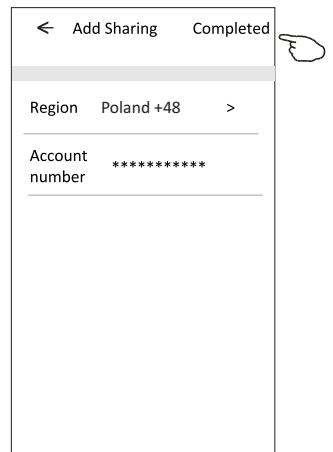 ← Add Sharing Completed
Region Poland +48 >
Account
number ***********